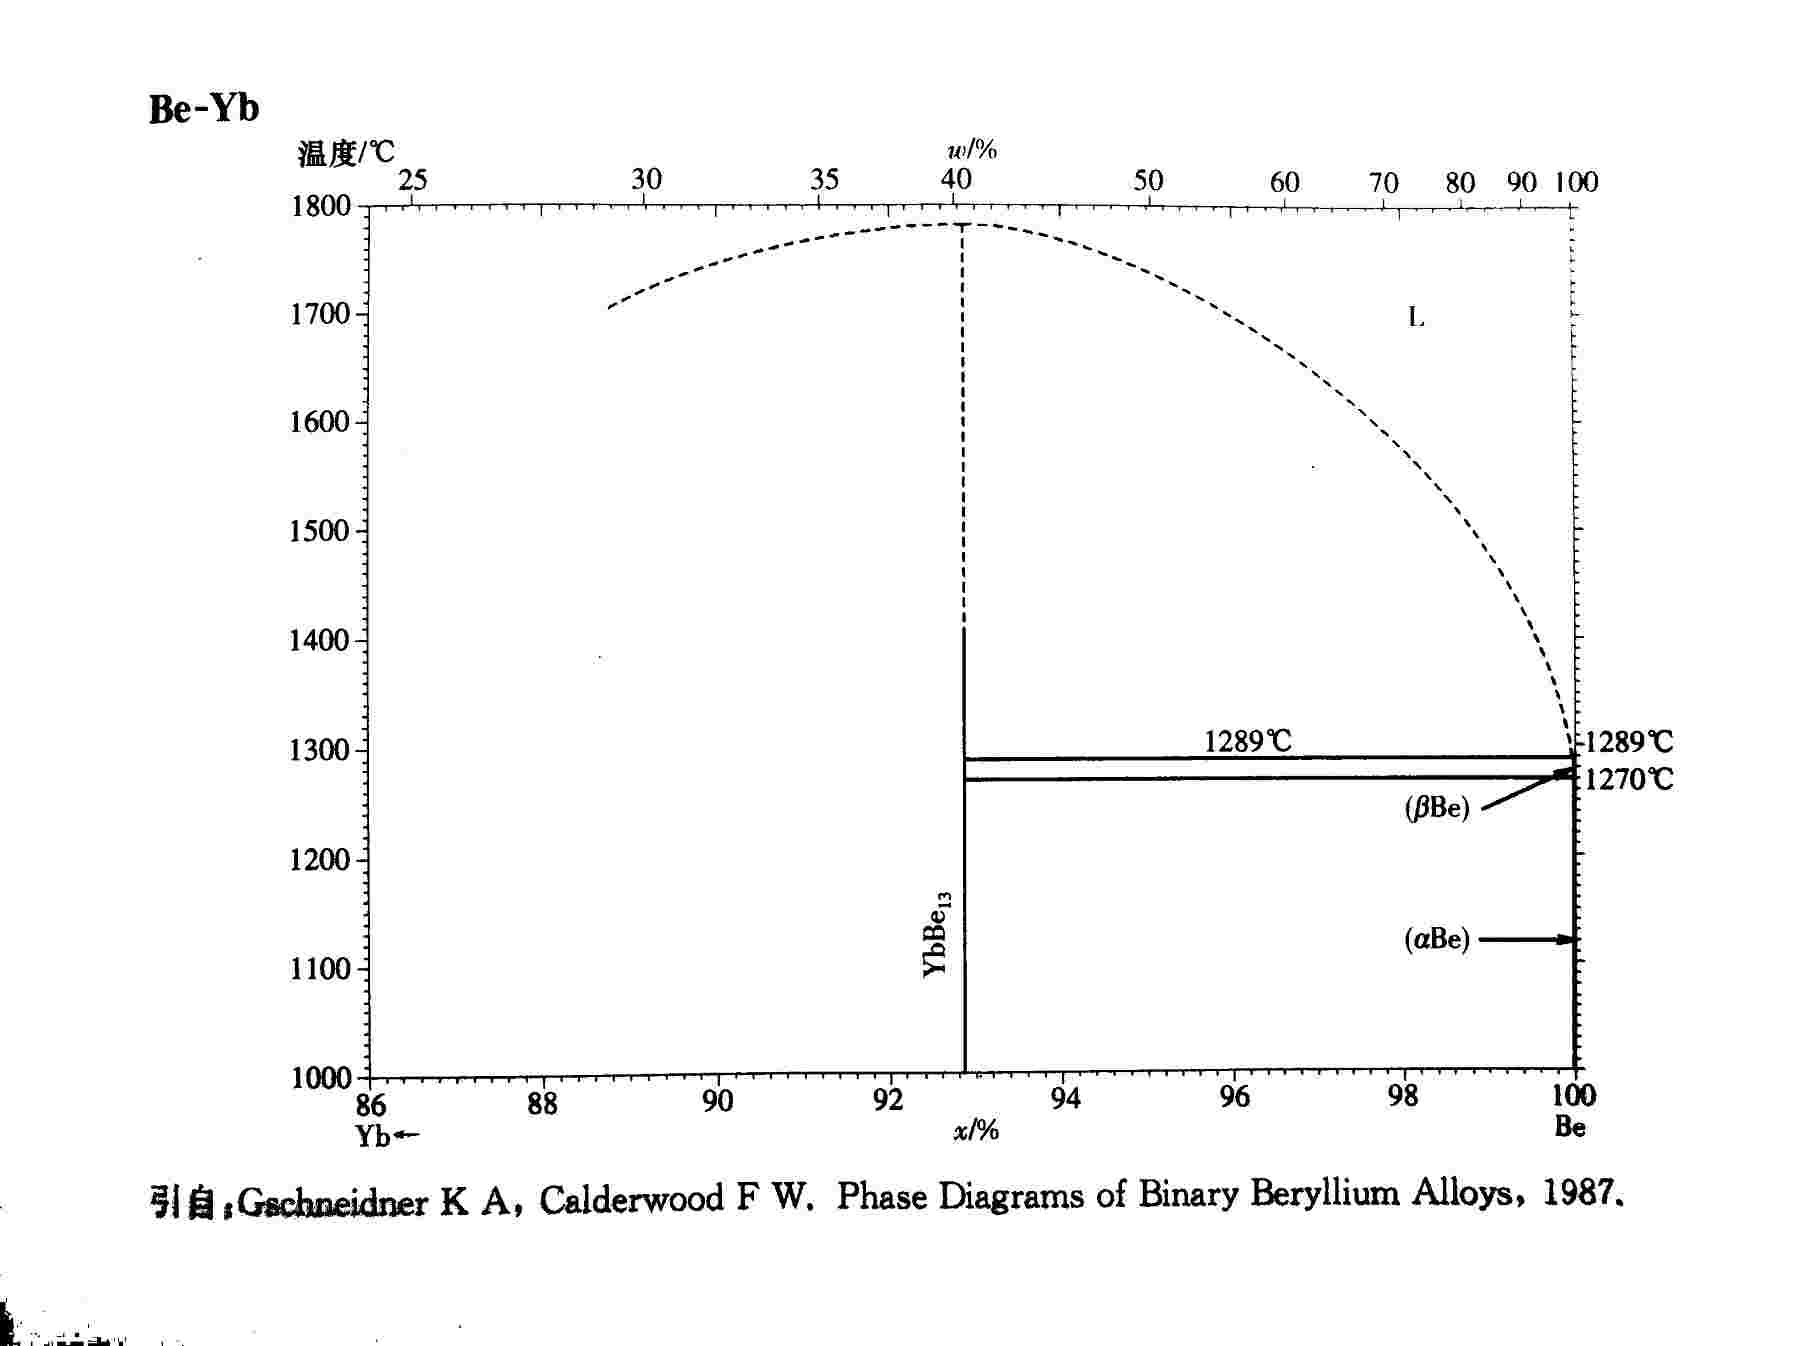 Be-Yb
温度/℃
w/%
25 30 35 40 50 60 70 80 90 100
1800
1700
L
1600
1500
1400
1300
1289℃ 1289℃
1270℃
(βBe)
1200
YbBe₁₃
(αBe)
1100
1000
86 88 90 92 94 96 98 100
Yb← x/% Be
引自:Gschneidner K A, Calderwood F W. Phase Diagrams of Binary Beryllium Alloys, 1987.